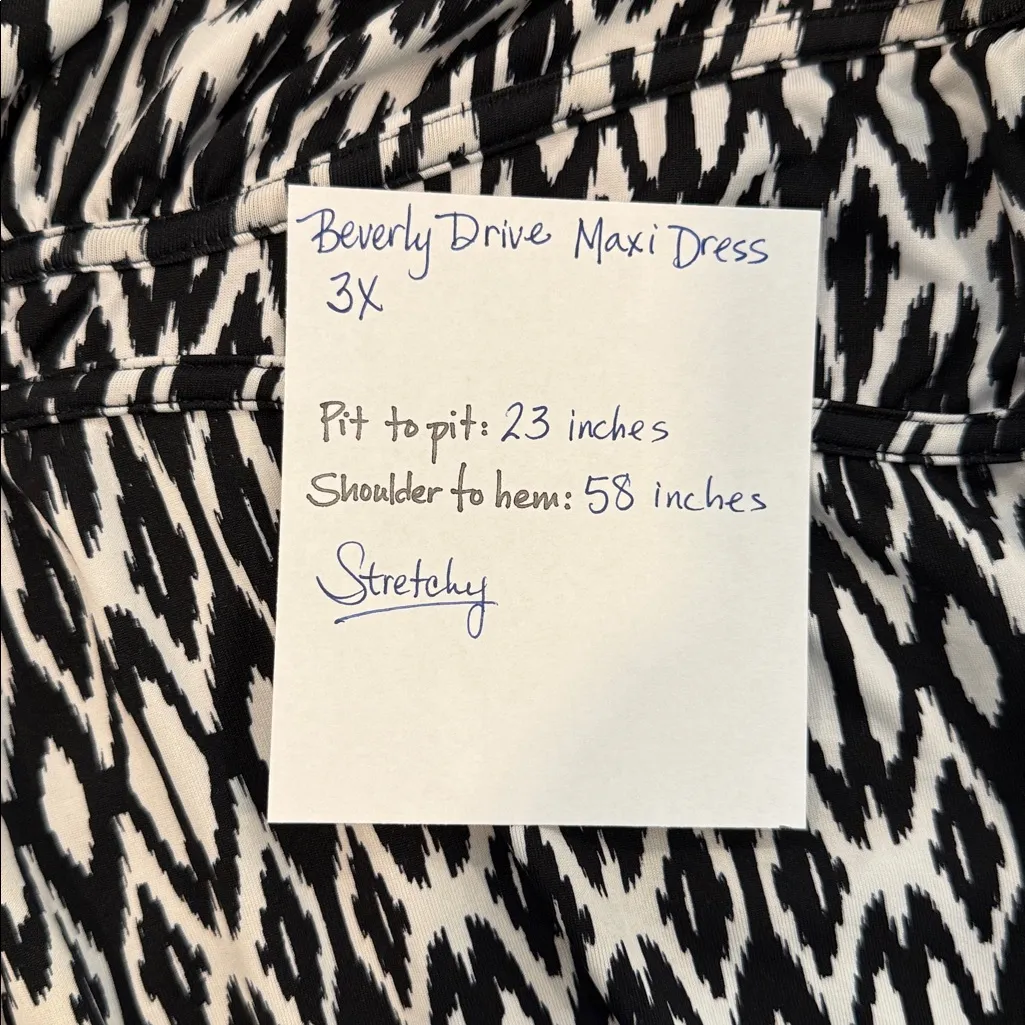 Beverly Drive Maxi Dress
3X
Pit to pit: 23 inches
Shoulder to hem: 58 inches
Stretchy